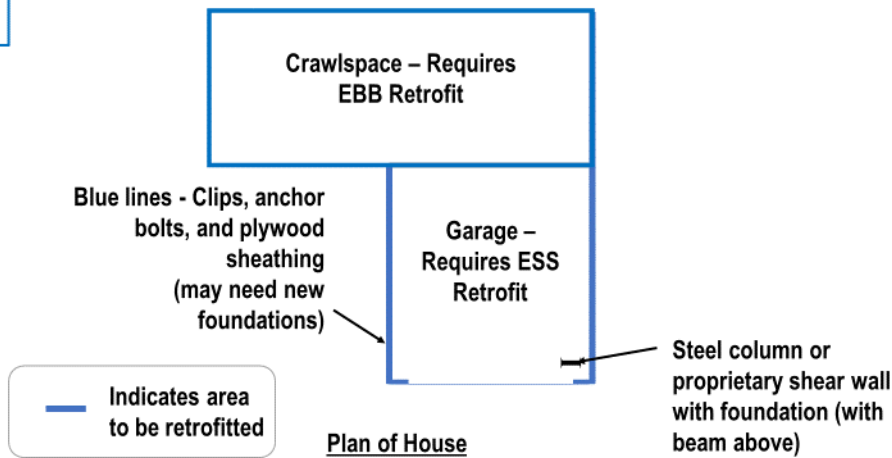 Crawlspace – Requires
EBB Retrofit
Blue lines - Clips, anchor
bolts, and plywood
sheathing
(may need new
foundations)
Garage –
Requires ESS
Retrofit
Steel column or
proprietary shear wall
with foundation (with
beam above)
Indicates area
to be retrofitted
Plan of House